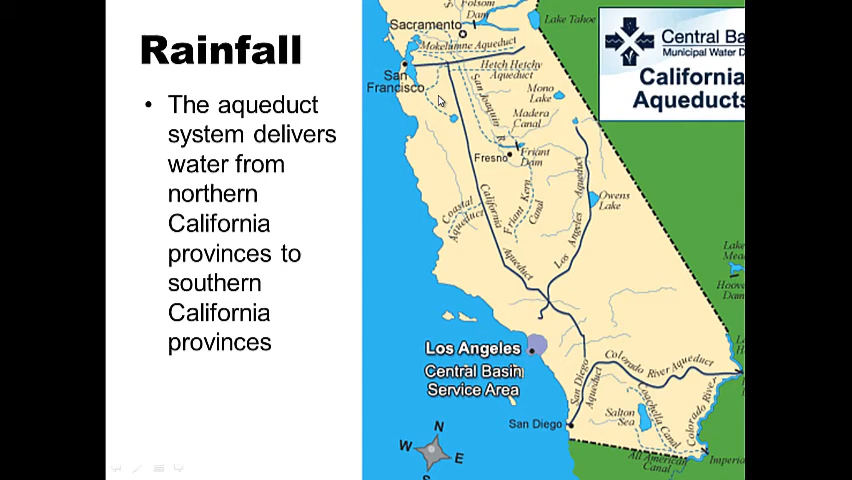 Rainfall
• The aqueduct
system delivers
water from
northern
California
provinces to
southern
California
provinces
Central Ba
Municipal Water D
California
Aqueducts
Folsom
Dam
Lake Tahoe
Sacramento
Mokelumne Aqueduct
Hetch Hetchy
Aqueduct
San
Francisco
San Joaquin R
Mono
Lake
Madera
Canal
Friant
Dam
Fresno
Owens
Lake
Coastal
Aqueduct
California
Aqueduct
Friant Kern
Canal
Los Angeles Aqueduct
Lake
Mea
Hoov
Dam
Los Angeles
Central Basin
Service Area
Colorado River Aqueduct
San Diego
Aqueduct
Salton
Sea
Coachella Canal
Colorado River
San Diego
All American
Canal
Imperia
N
W
E
S